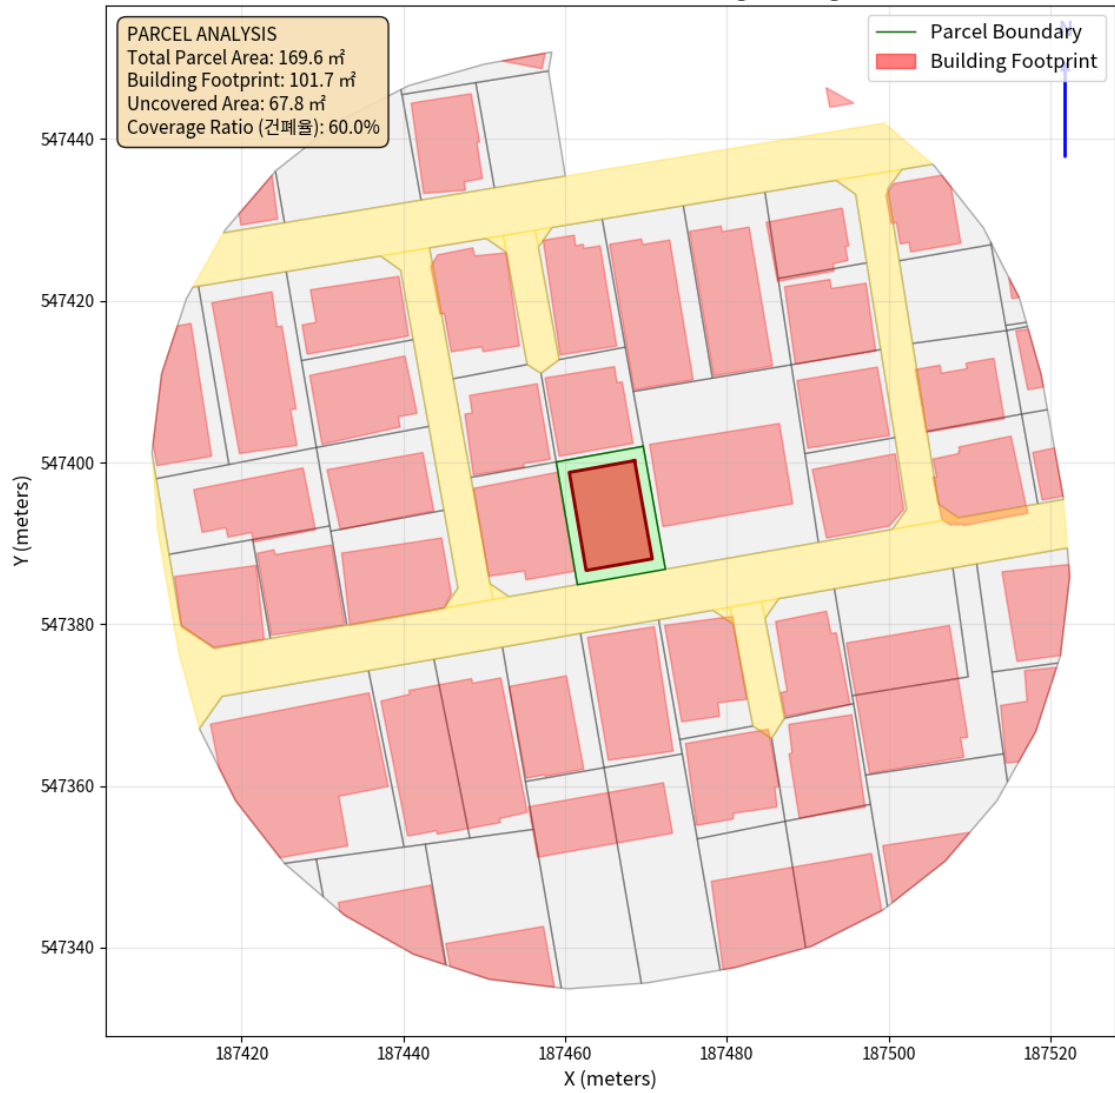 PARCEL ANALYSIS
Total Parcel Area: 169.6 ㎡
Building Footprint: 101.7 ㎡
Uncovered Area: 67.8 ㎡
Coverage Ratio (건폐율): 60.0%
N
Parcel Boundary
Building Footprint
547440
547420
547400
547380
547360
547340
Y (meters)
187420
187440
187460
187480
187500
187520
X (meters)